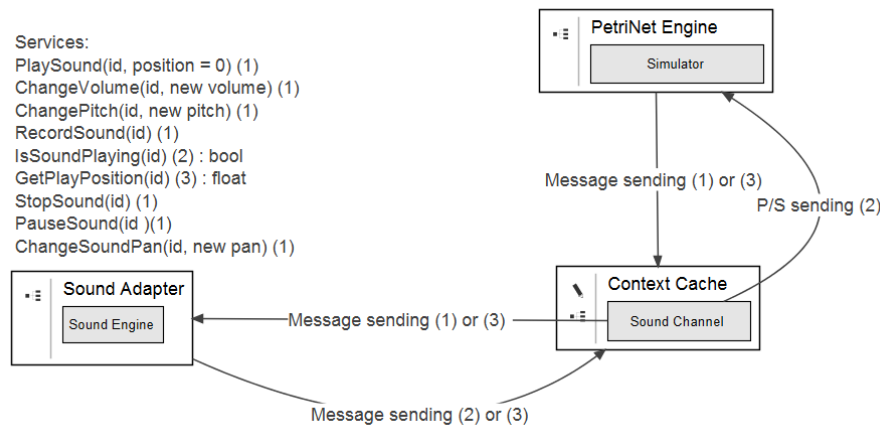 Services:
PlaySound(id, position = 0) (1)
ChangeVolume(id, new volume) (1)
ChangePitch(id, new pitch) (1)
RecordSound(id) (1)
IsSoundPlaying(id) (2) : bool
GetPlayPosition(id) (3) : float
StopSound(id) (1)
PauseSound(id )(1)
ChangeSoundPan(id, new pan) (1)
PetriNet Engine
Simulator
Message sending (1) or (3)
P/S sending (2)
Sound Adapter
Sound Engine
Message sending (1) or (3)
Context Cache
Sound Channel
Message sending (2) or (3)